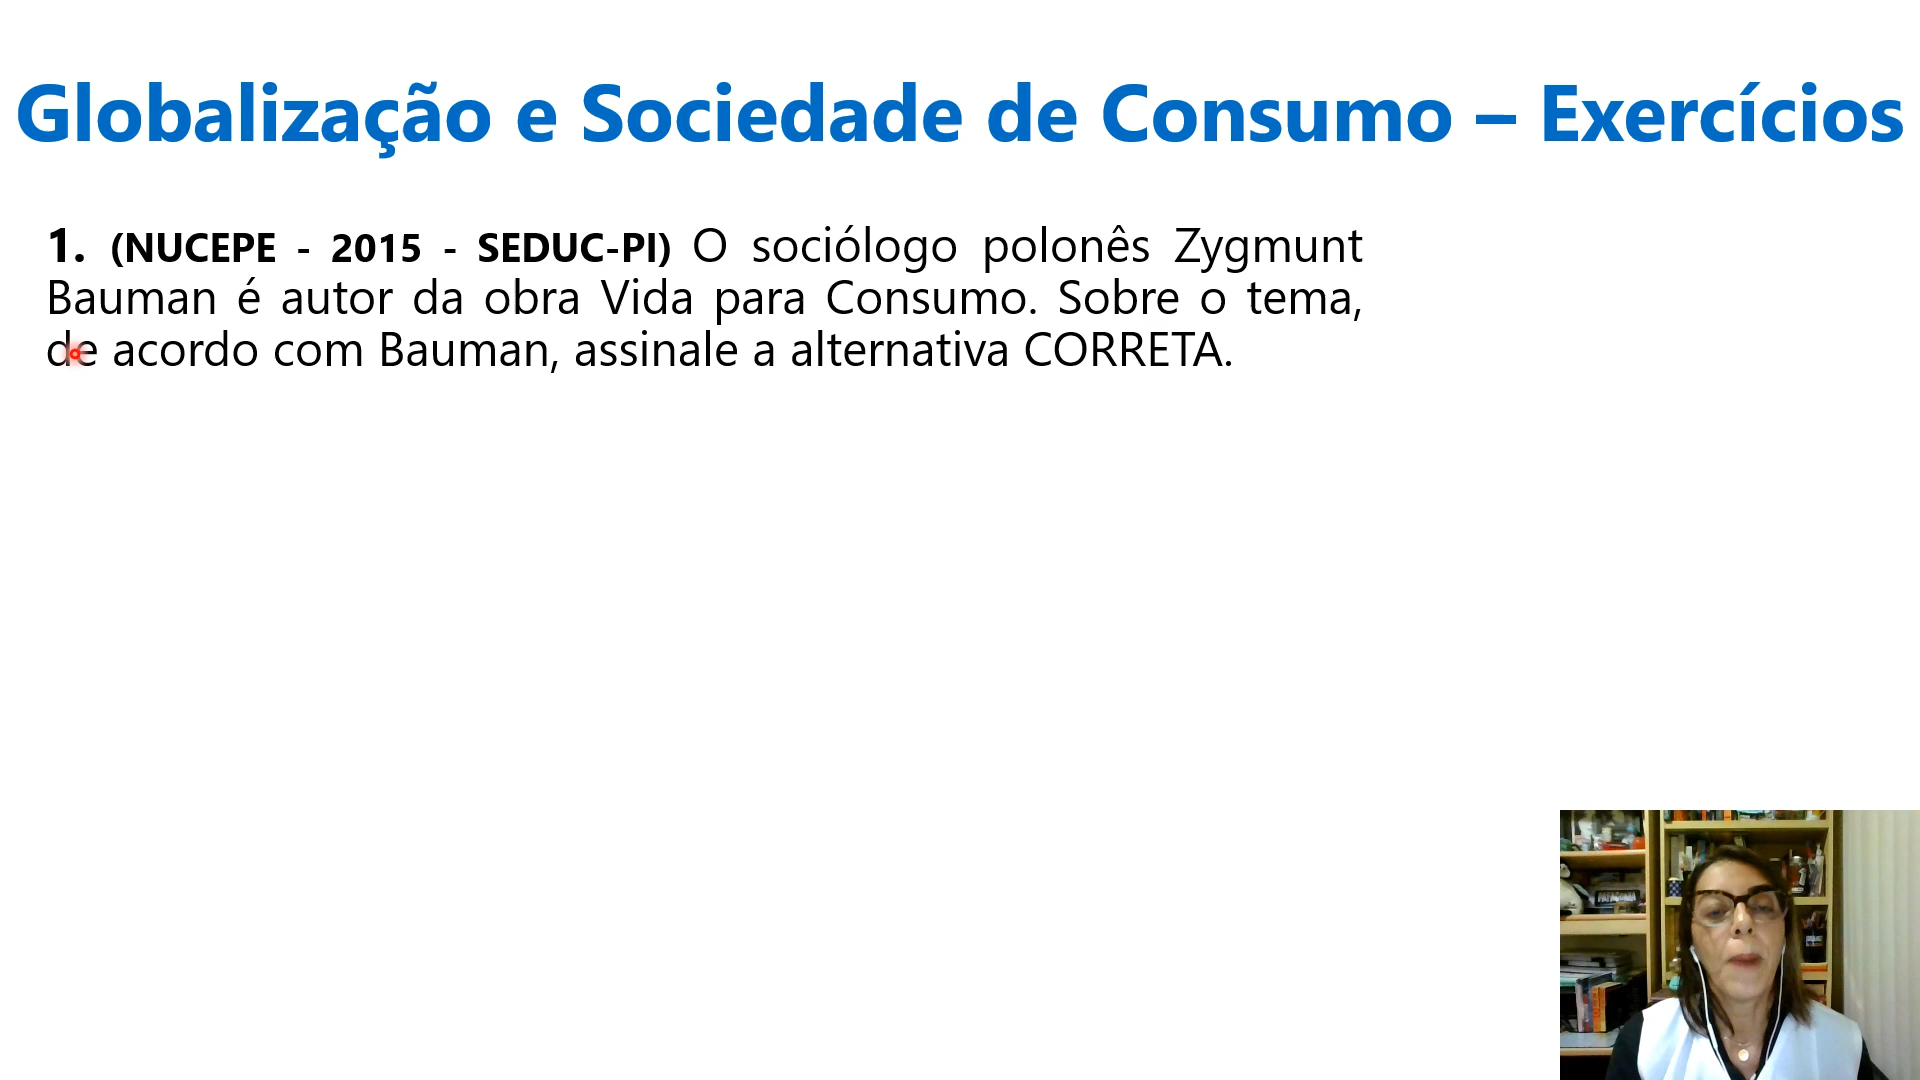 Globalização e Sociedade de Consumo – Exercícios
1. (NUCEPE - 2015 - SEDUC-PI) O sociólogo polonês Zygmunt
Bauman é autor da obra Vida para Consumo. Sobre o tema,
de acordo com Bauman, assinale a alternativa CORRETA.
PATAGONIA